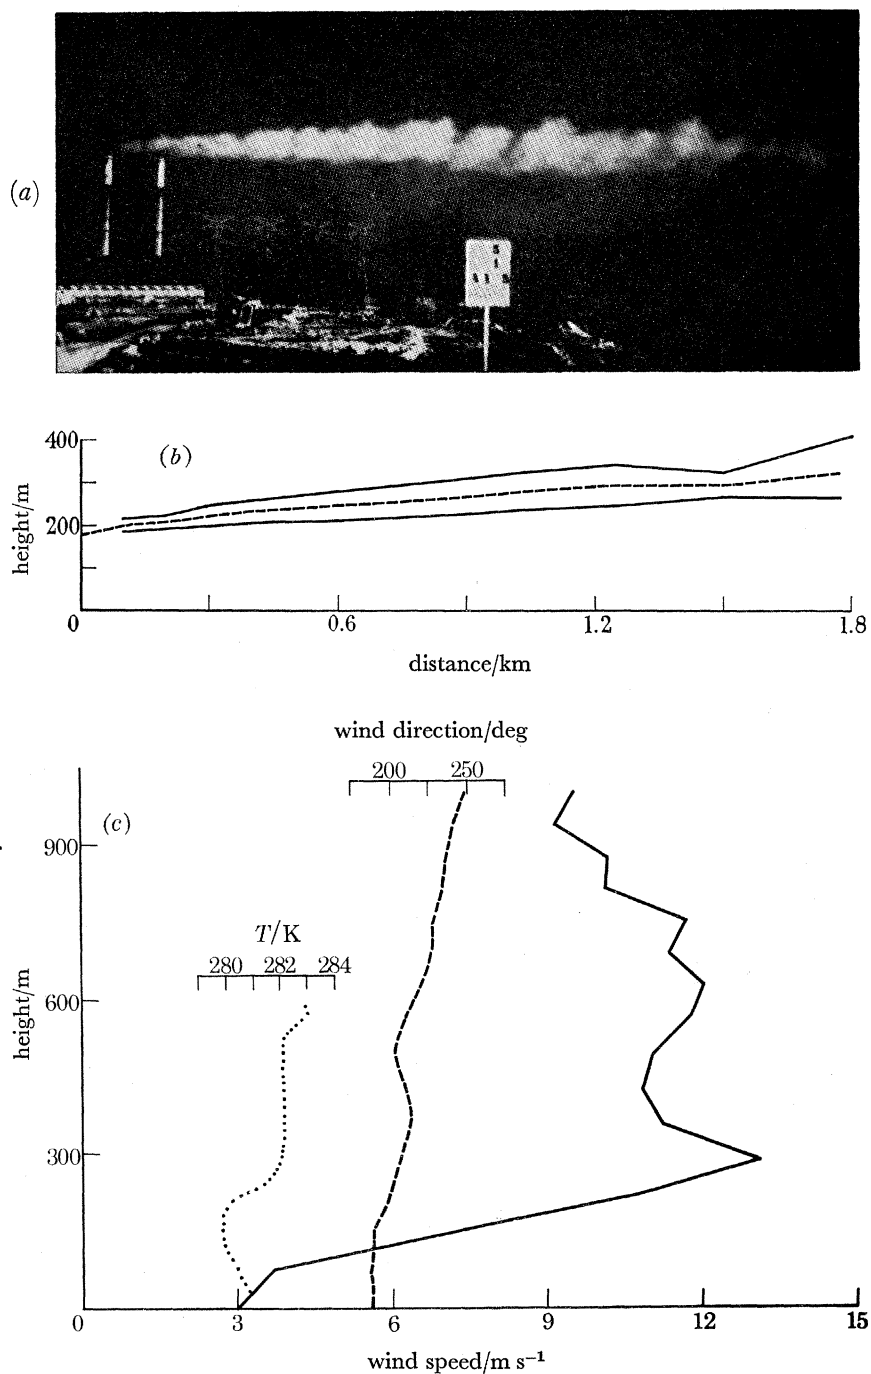 (a)
(b)
400
200
height/m
0
0.6
1.2
1.8
distance/km
wind direction/deg
200 250
(c)
900
T/K
280 282 284
600
height/m
300
0
3
6
9
12
15
wind speed/m s⁻¹